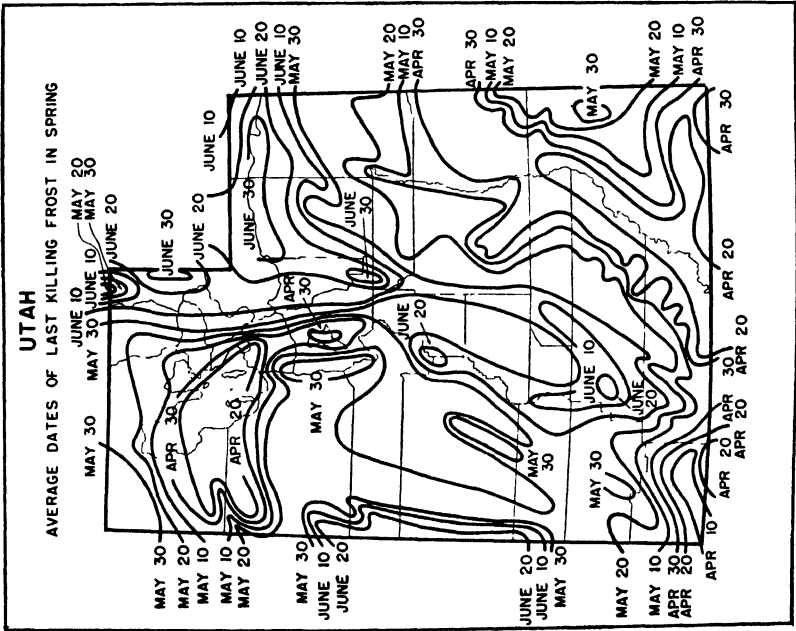 UTAH
AVERAGE DATES OF LAST KILLING FROST IN SPRING
MAY 20
MAY 30
JUNE 10
MAY 30
MAY 30
JUNE 10
JUNE 20
JUNE 30
JUNE 20
JUNE 10
JUNE 10
JUNE 20
JUNE 10
MAY 30
MAY 30
MAY 20
MAY 10
APR 30
APR 20
MAY 10
MAY 20
APR
30
JUNE 30
MAY 30
JUNE 10
JUNE 20
MAY 30
JUNE
30
MAY 20
MAY 10
APR 30
JUNE 20
APR 30
MAY 10
MAY 20
JUNE 20
JUNE 10
MAY 30
MAY
30
JUNE 10
MAY 30
MAY 30
JUNE
20
MAY 20
MAY 10
APR 30
APR 20
APR 10
MAY 20
MAY 10
APR 30
APR 20
APR 20
APR 30
APR 20
APR 30
APR 20
APR 20
APR 30